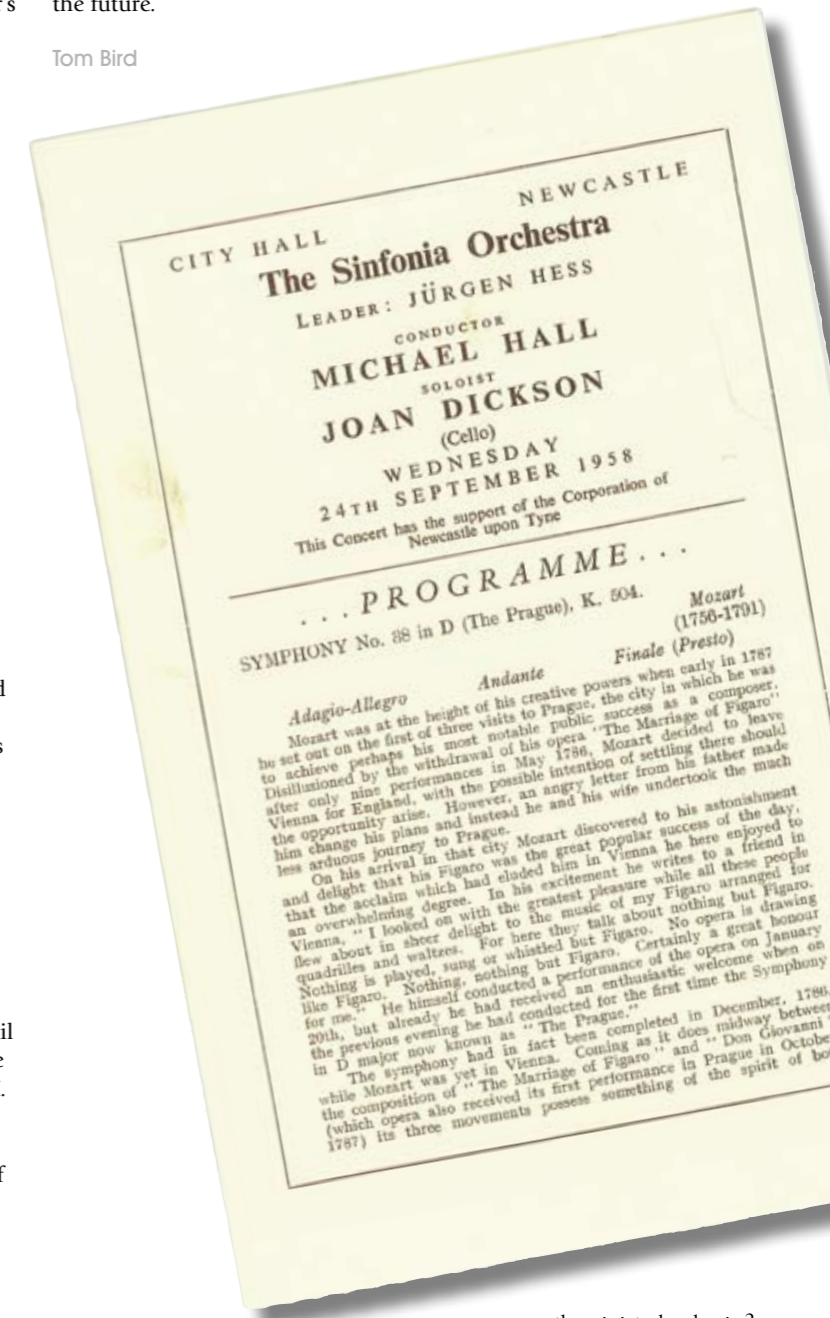 the future.
Tom Bird
CITY HALL NEWCASTLE
The Sinfonia Orchestra
LEADER: JÜRGEN HESS
CONDUCTOR
MICHAEL HALL
SOLOIST
JOAN DICKSON
(Cello)
WEDNESDAY
24TH SEPTEMBER 1958
This Concert has the support of the Corporation of
Newcastle upon Tyne
...PROGRAMME...
SYMPHONY No. 38 in D (The Prague), K. 504. Mozart
(1756-1791)
Adagio-Allegro Andante Finale (Presto)
Mozart was at the height of his creative powers when early in 1787
he set out on the first of three visits to Prague, the city in which he was
to achieve perhaps his most notable public success as a composer.
Disillusioned by the withdrawal of his opera "The Marriage of Figaro"
after only nine performances in May 1786, Mozart decided to leave
Vienna for England, with the possible intention of settling there should
the opportunity arise. However, an angry letter from his father made
him change his plans and instead he and his wife undertook the much
less arduous journey to Prague.
On his arrival in that city Mozart discovered to his astonishment
and delight that his Figaro was the great popular success of the day,
that the acclaim which had eluded him in Vienna he here enjoyed to
an overwhelming degree. In his excitement he writes to a friend in
Vienna, "I looked on with the greatest pleasure while all these people
flew about in sheer delight to the music of my Figaro arranged for
quadrilles and waltzes. For here they talk about nothing but Figaro.
Nothing is played, sung or whistled but Figaro. No opera is drawing
like Figaro. Nothing, nothing but Figaro. Certainly a great honour
for me." He himself conducted a performance of the opera on January
20th, but already he had received an enthusiastic welcome when on
the previous evening he had conducted for the first time the Symphony
in D major now known as "The Prague."
The symphony had in fact been completed in December, 1786,
while Mozart was yet in Vienna. Coming as it does midway between
the composition of "The Marriage of Figaro" and "Don Giovanni"
(which opera also received its first performance in Prague in October
1787) its three movements possess something of the spirit of both